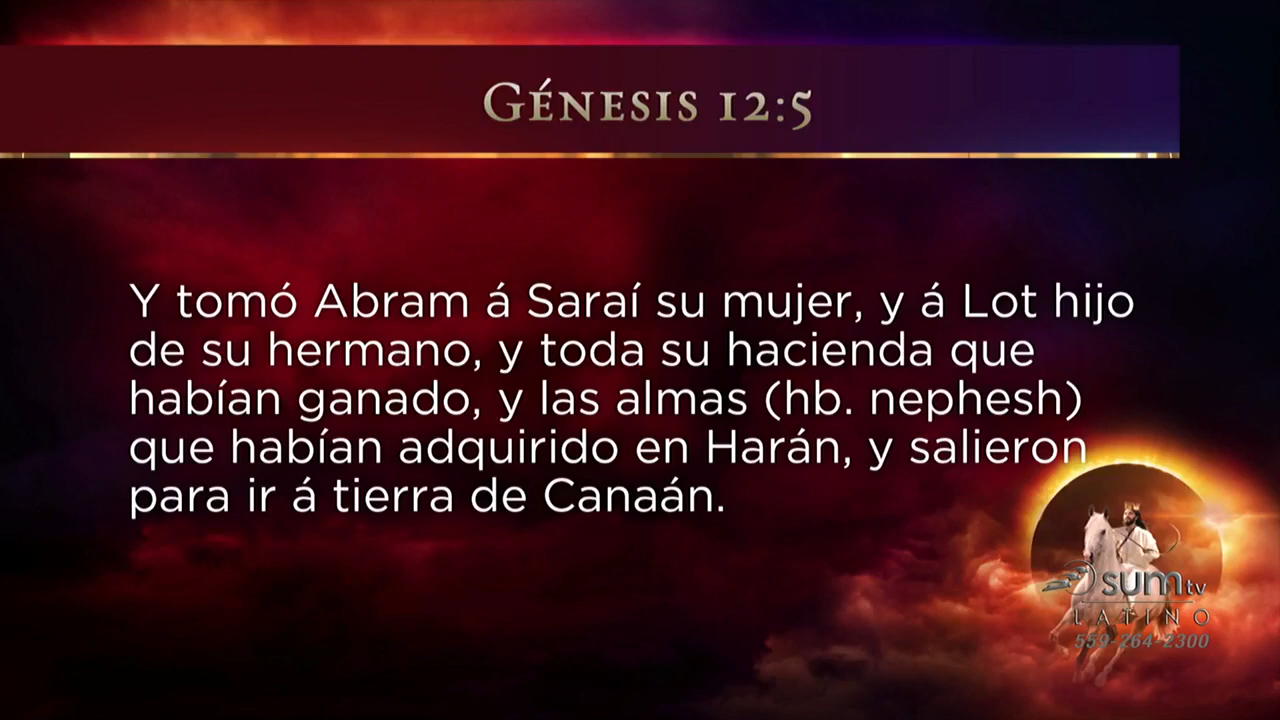 GÉNESIS 12:5
Y tomó Abram á Saraí su mujer, y á Lot hijo
de su hermano, y toda su hacienda que
habían ganado, y las almas (hb. nephesh)
que habían adquirido en Harán, y salieron
para ir á tierra de Canaán.
sumtv
LATINO
559-264-2300